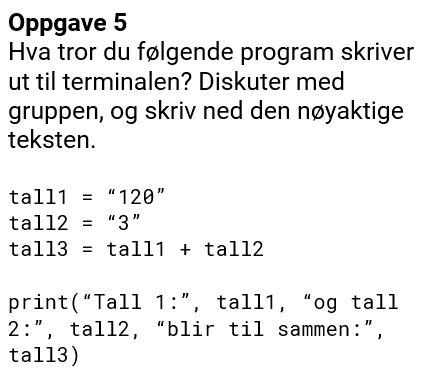 Oppgave 5
Hva tror du følgende program skriver
ut til terminalen? Diskuter med
gruppen, og skriv ned den nøyaktige
teksten.
tall1 = “120”
tall2 = “3”
tall3 = tall1 + tall2
print(“Tall 1:”, tall1, “og tall
2:”, tall2, “blir til sammen:”,
tall3)